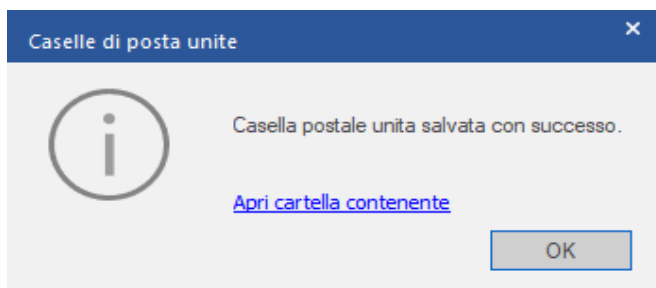 Caselle di posta unite
Casella postale unita salvata con successo.
Apri cartella contenente
OK